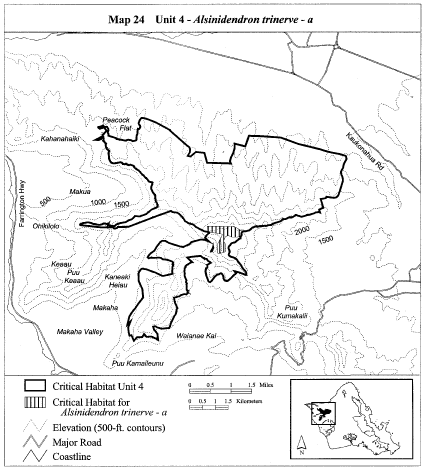 Map 24 Unit 4 - Alsinidendron trinerve - a
Peacock
Flat
Kahanahaiki
Kaukonahua Rd
Makua
500
1000
1500
Farrington Hwy
Ohikilolo
2000
1500
Keaau
Puu
Keaau
Kaneaki
Heiau
Makaha
Puu
Kumakalii
Makaha Valley
Waianae Kai
Puu Kamaileunu
Critical Habitat Unit 4
Critical Habitat for
Alsinidendron trinerve - a
Elevation (500-ft. contours)
Major Road
Coastline
0 0.5 1 1.5 Miles
0 0.5 1 1.5 Kilometers
N